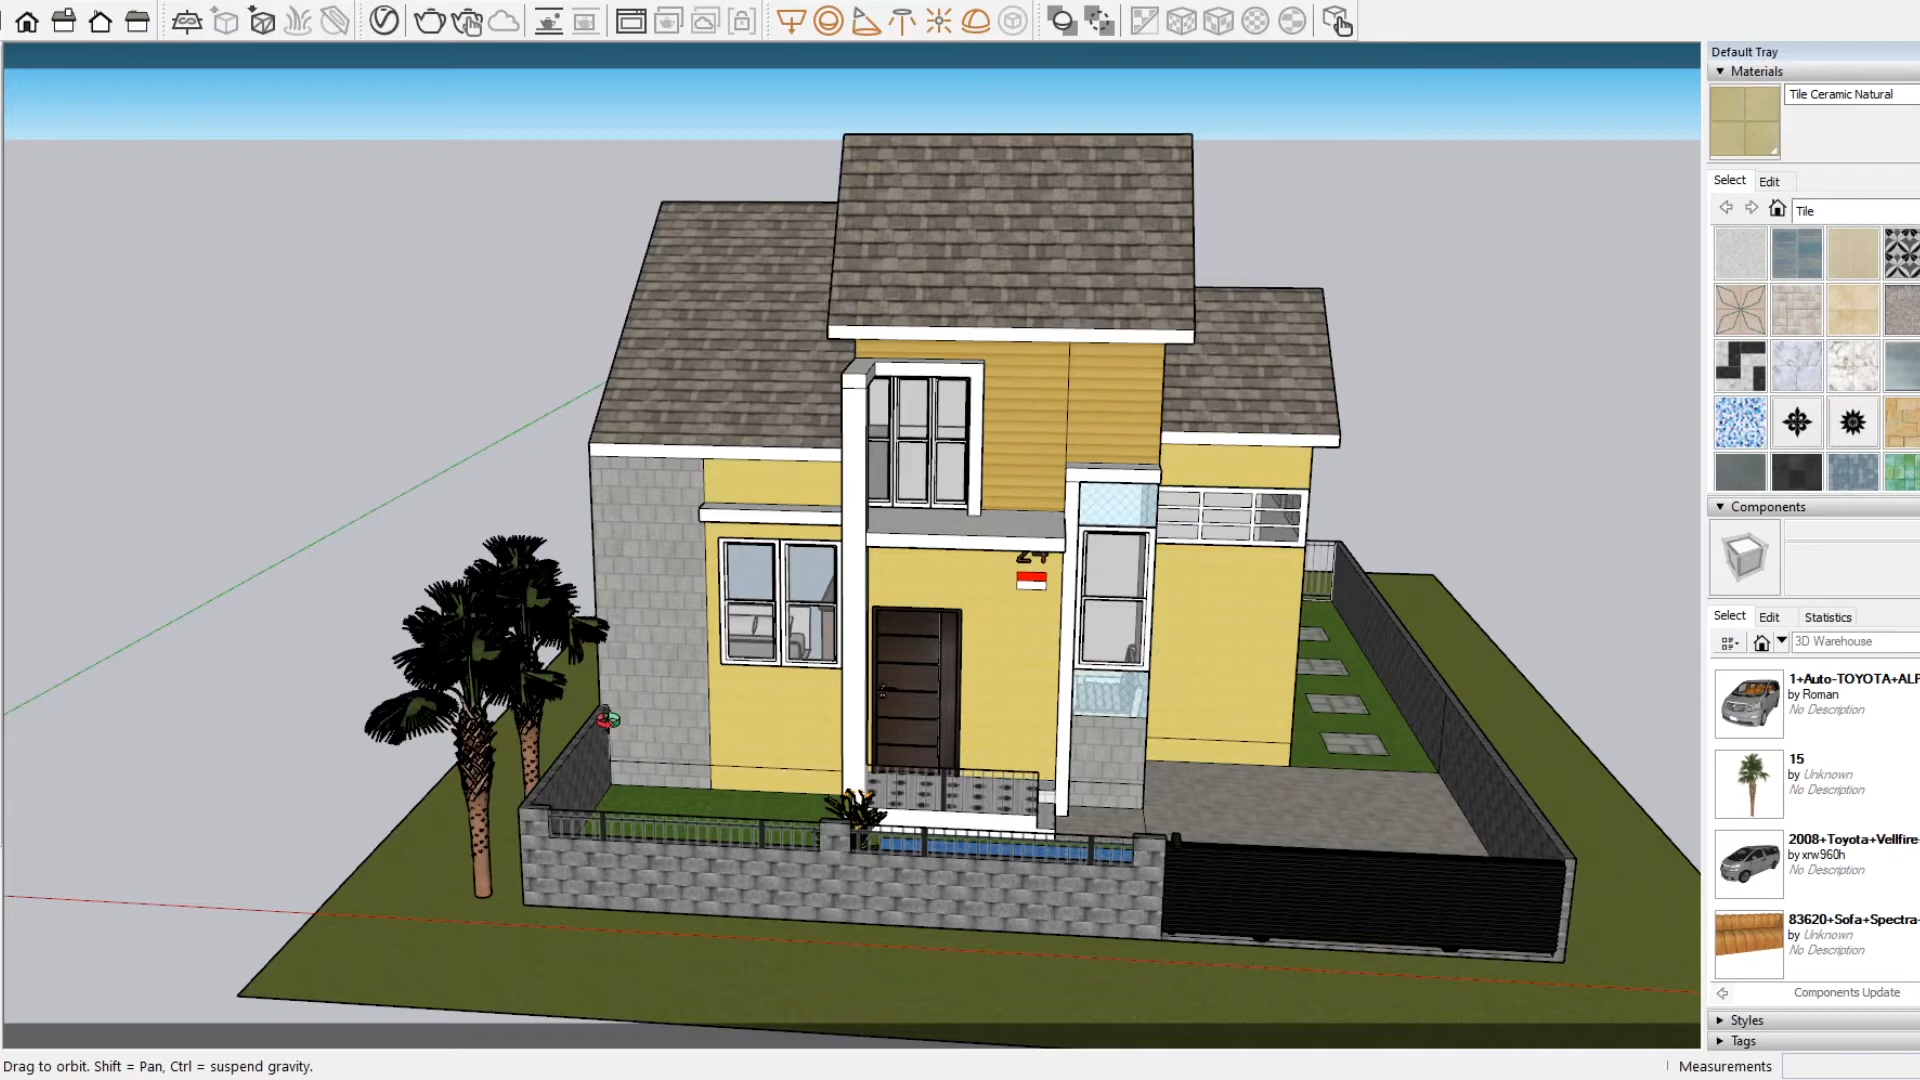 Default Tray
Materials
Tile Ceramic Natural
Select Edit
Tile
24
Components
Select Edit Statistics
3D Warehouse
1+Auto-TOYOTA+ALF
by Roman
No Description
15
by Unknown
No Description
2008+Toyota+Vellfire
by xrw960h
No Description
83620+Sofa+Spectra-
by Unknown
No Description
Components Update
Styles
Tags
Drag to orbit. Shift = Pan, Ctrl = suspend gravity.
Measurements